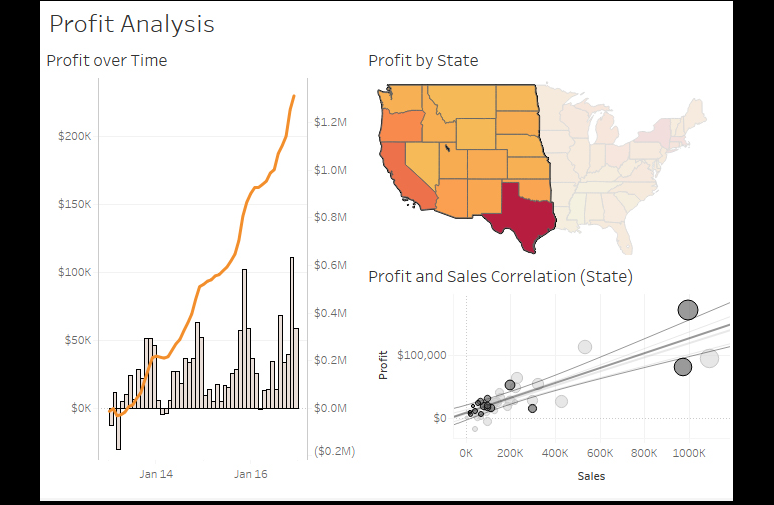 Profit Analysis
Profit over Time
$200K
$150K
$100K
$50K
$0K
$1.2M
$1.0M
$0.8M
$0.6M
$0.4M
$0.2M
$0.0M
($0.2M)
Jan 14
Jan 16
Profit by State
Profit and Sales Correlation (State)
Profit
$100,000
$0
0K
200K
400K
600K
800K
1000K
Sales